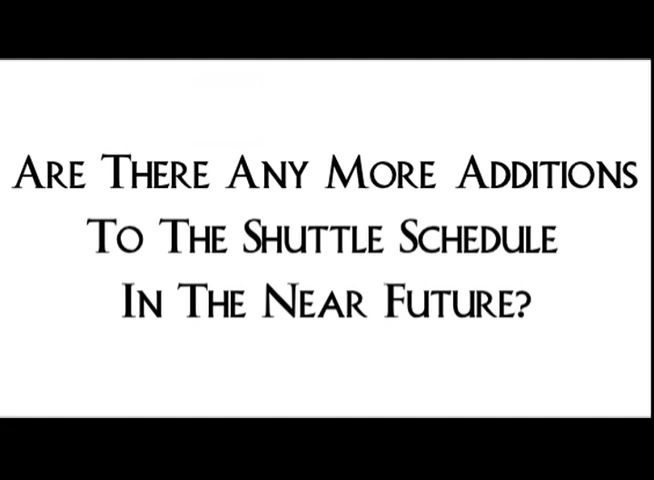 Are There Any More Additions
To The Shuttle Schedule
In The Near Future?